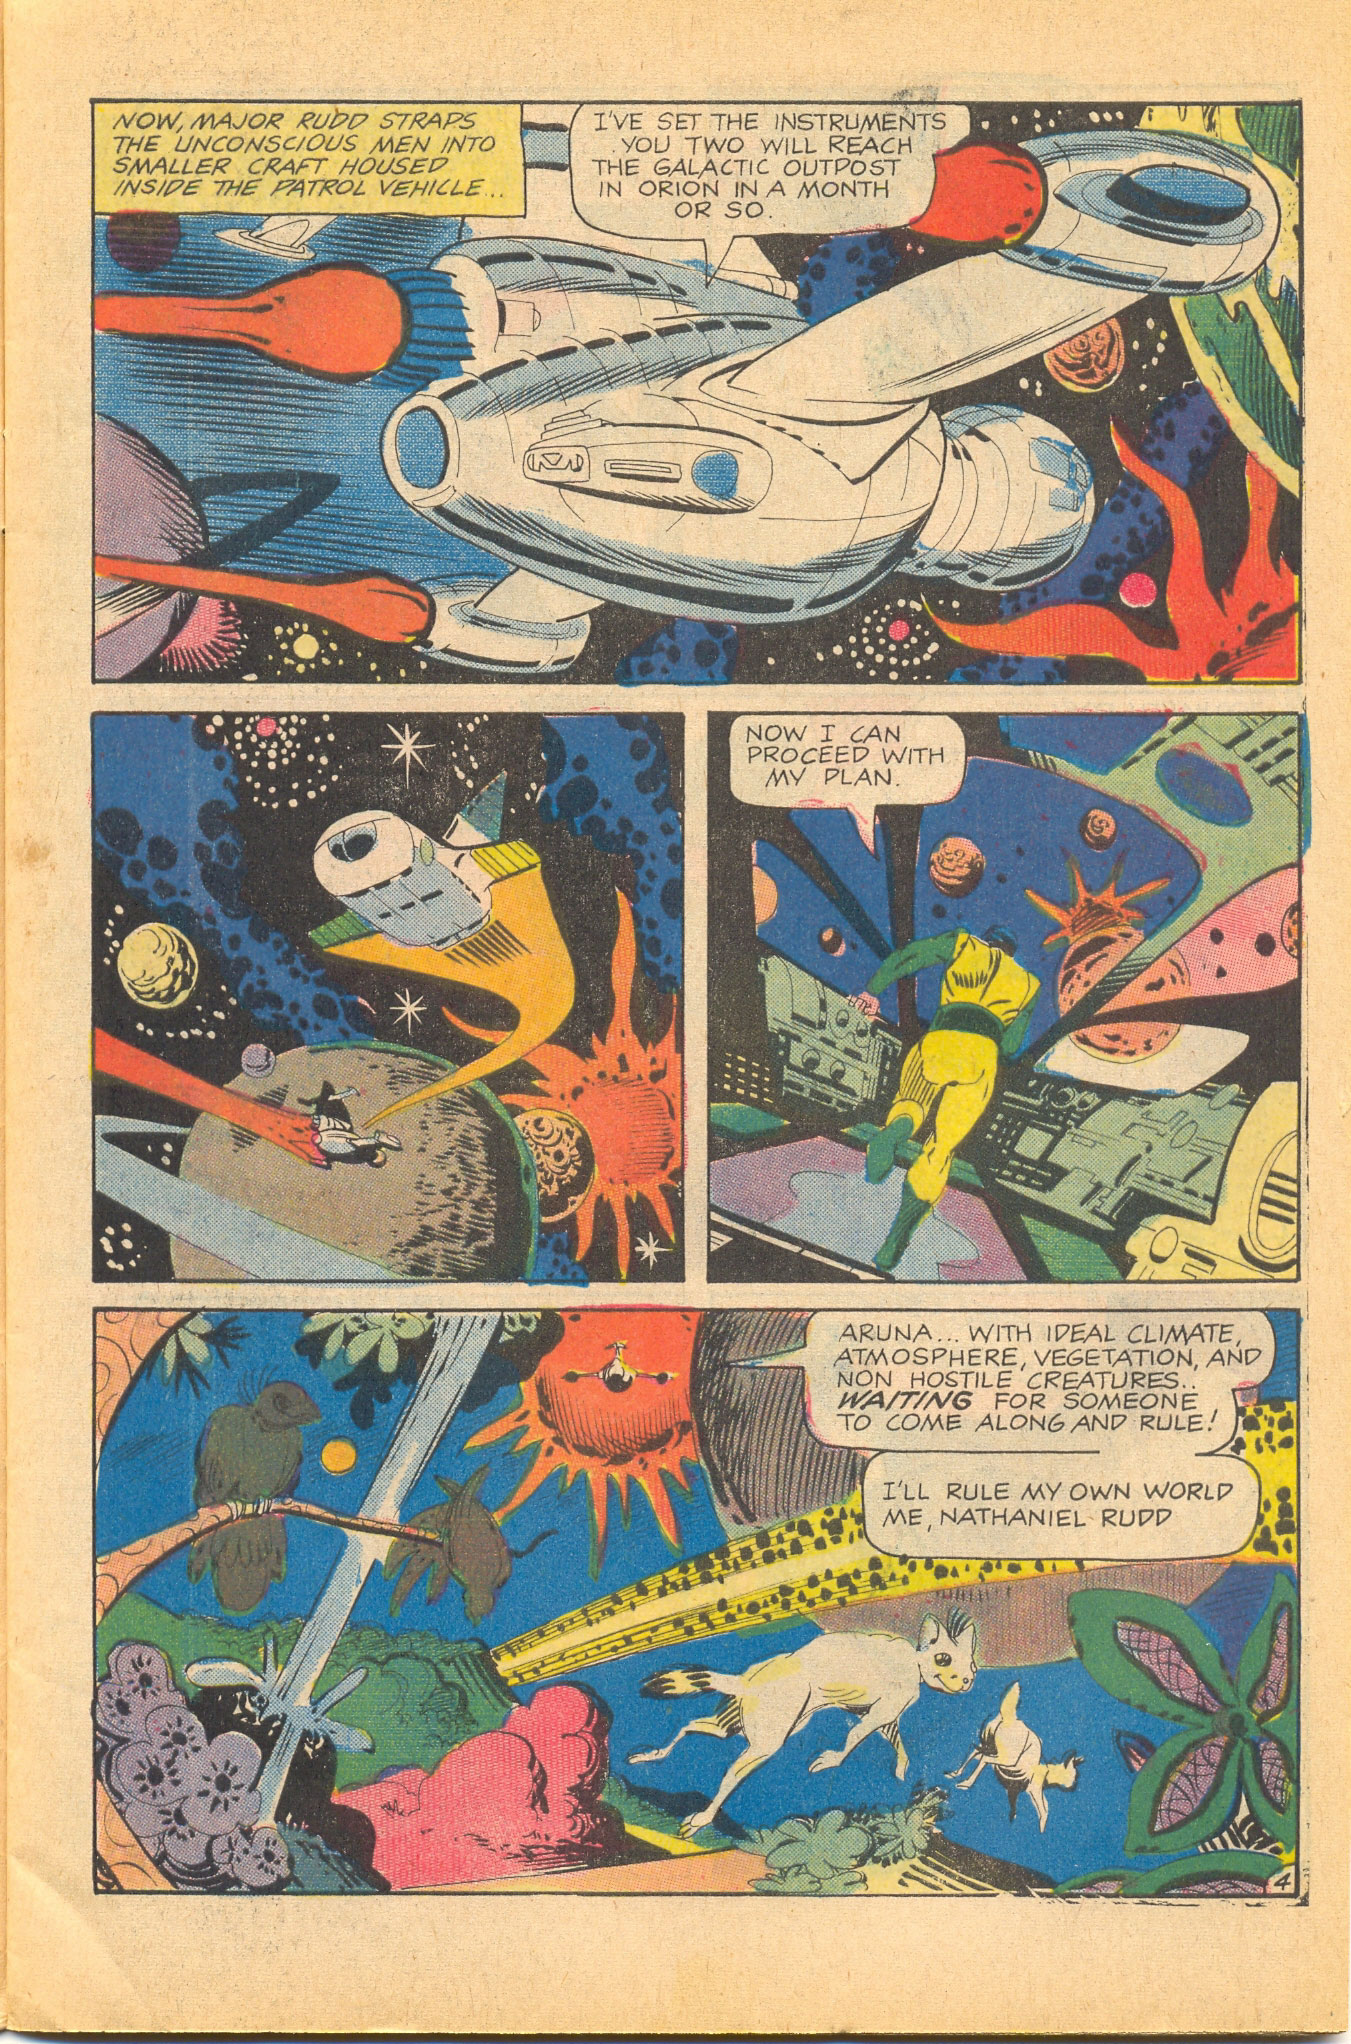 NOW, MAJOR RUDD STRAPS
THE UNCONSCIOUS MEN INTO
SMALLER CRAFT HOUSED
INSIDE THE PATROL VEHICLE...
I'VE SET THE INSTRUMENTS
YOU TWO WILL REACH
THE GALACTIC OUTPOST
IN ORION IN A MONTH
OR SO.
NOW I CAN
PROCEED WITH
MY PLAN.
ARUNA... WITH IDEAL CLIMATE,
ATMOSPHERE, VEGETATION, AND
NON HOSTILE CREATURES..
WAITING FOR SOMEONE
TO COME ALONG AND RULE!
I'LL RULE MY OWN WORLD
ME, NATHANIEL RUDD
4